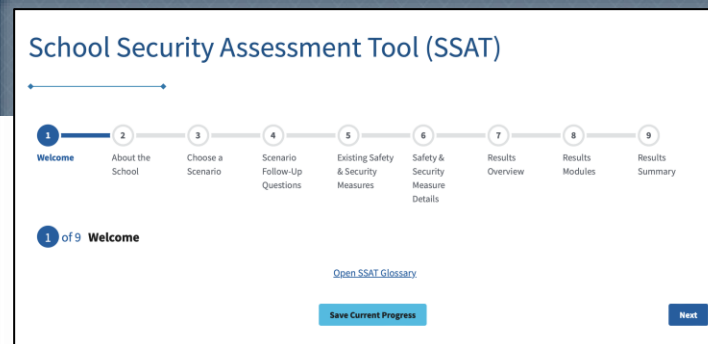 School Security Assessment Tool (SSAT)
1 2 3 4 5 6 7 8 9
Welcome
About the
School
Choose a
Scenario
Scenario
Follow-Up
Questions
Existing Safety
& Security
Measures
Safety &
Security
Measure
Details
Results
Overview
Results
Modules
Results
Summary
1 of 9 Welcome
Open SSAT Glossary
Save Current Progress
Next